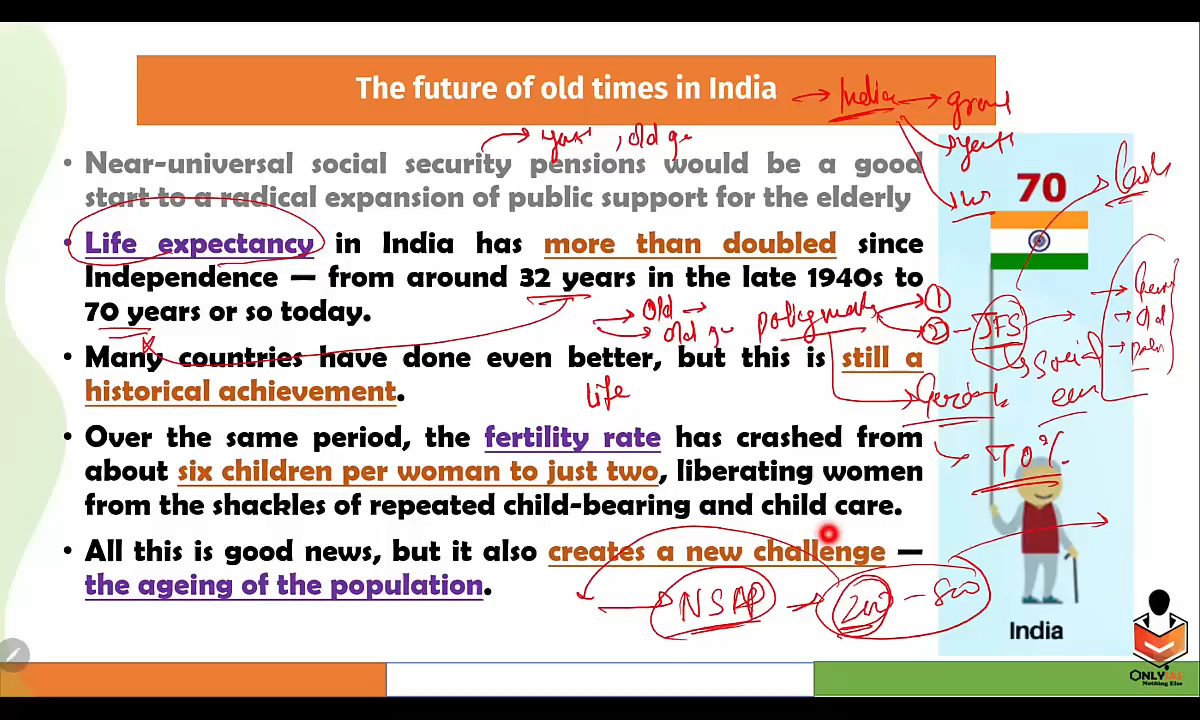 The future of old times in India
→ India →
, old
• Near-universal social security pensions would be a good
start to a radical expansion of public support for the elderly
70
• Life expectancy in India has more than doubled since
Independence — from around 32 years in the late 1940s to
70 years or so today.
→ Old →
→ Old
①
②
• Many countries have done even better, but this is still a
historical achievement.
life
• Over the same period, the fertility rate has crashed from
about six children per woman to just two, liberating women
from the shackles of repeated child-bearing and child care.
70%
• All this is good news, but it also creates a new challenge —
the ageing of the population.
→ NSAP → 200 – 800
India
ONLYIAS
Nothing Else